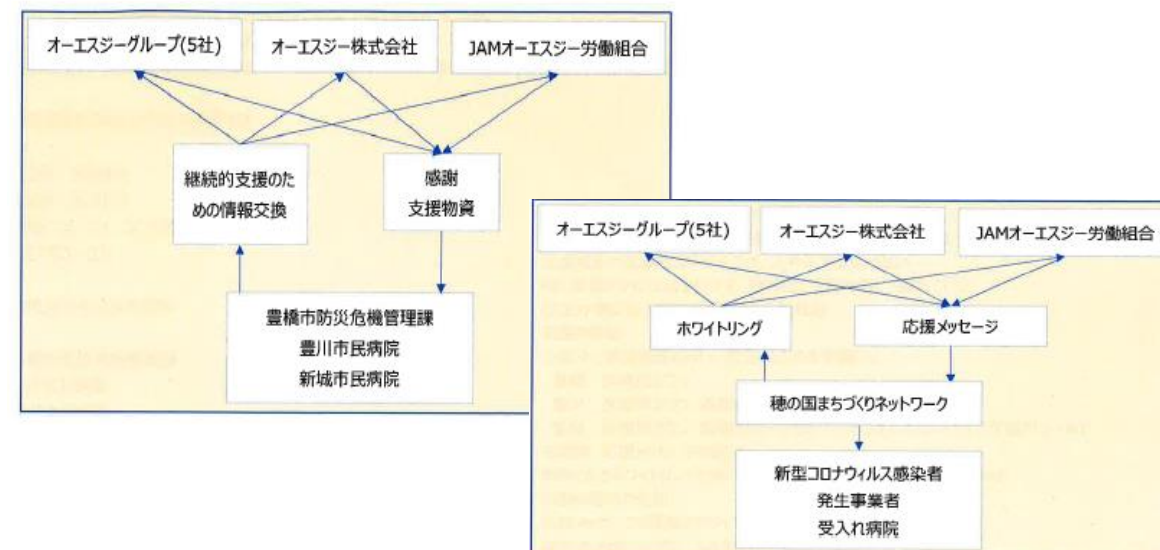 オーエスジーグループ(5社)
オーエスジー株式会社
JAMオーエスジー労働組合
継続的支援のた
めの情報交換
感謝
支援物資
豊橋市防災危機管理課
豊川市民病院
新城市民病院
オーエスジーグループ(5社)
オーエスジー株式会社
JAMオーエスジー労働組合
ホワイトリング
応援メッセージ
穂の国まちづくりネットワーク
新型コロナウィルス感染者
発生事業者
受入れ病院